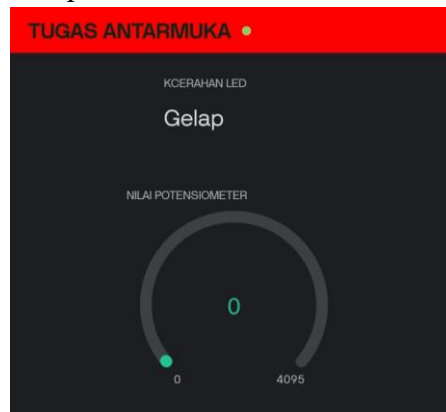 TUGAS ANTARMUKA
KCERAHAN LED
Gelap
NILAI POTENSIOMETER
0
0 4095